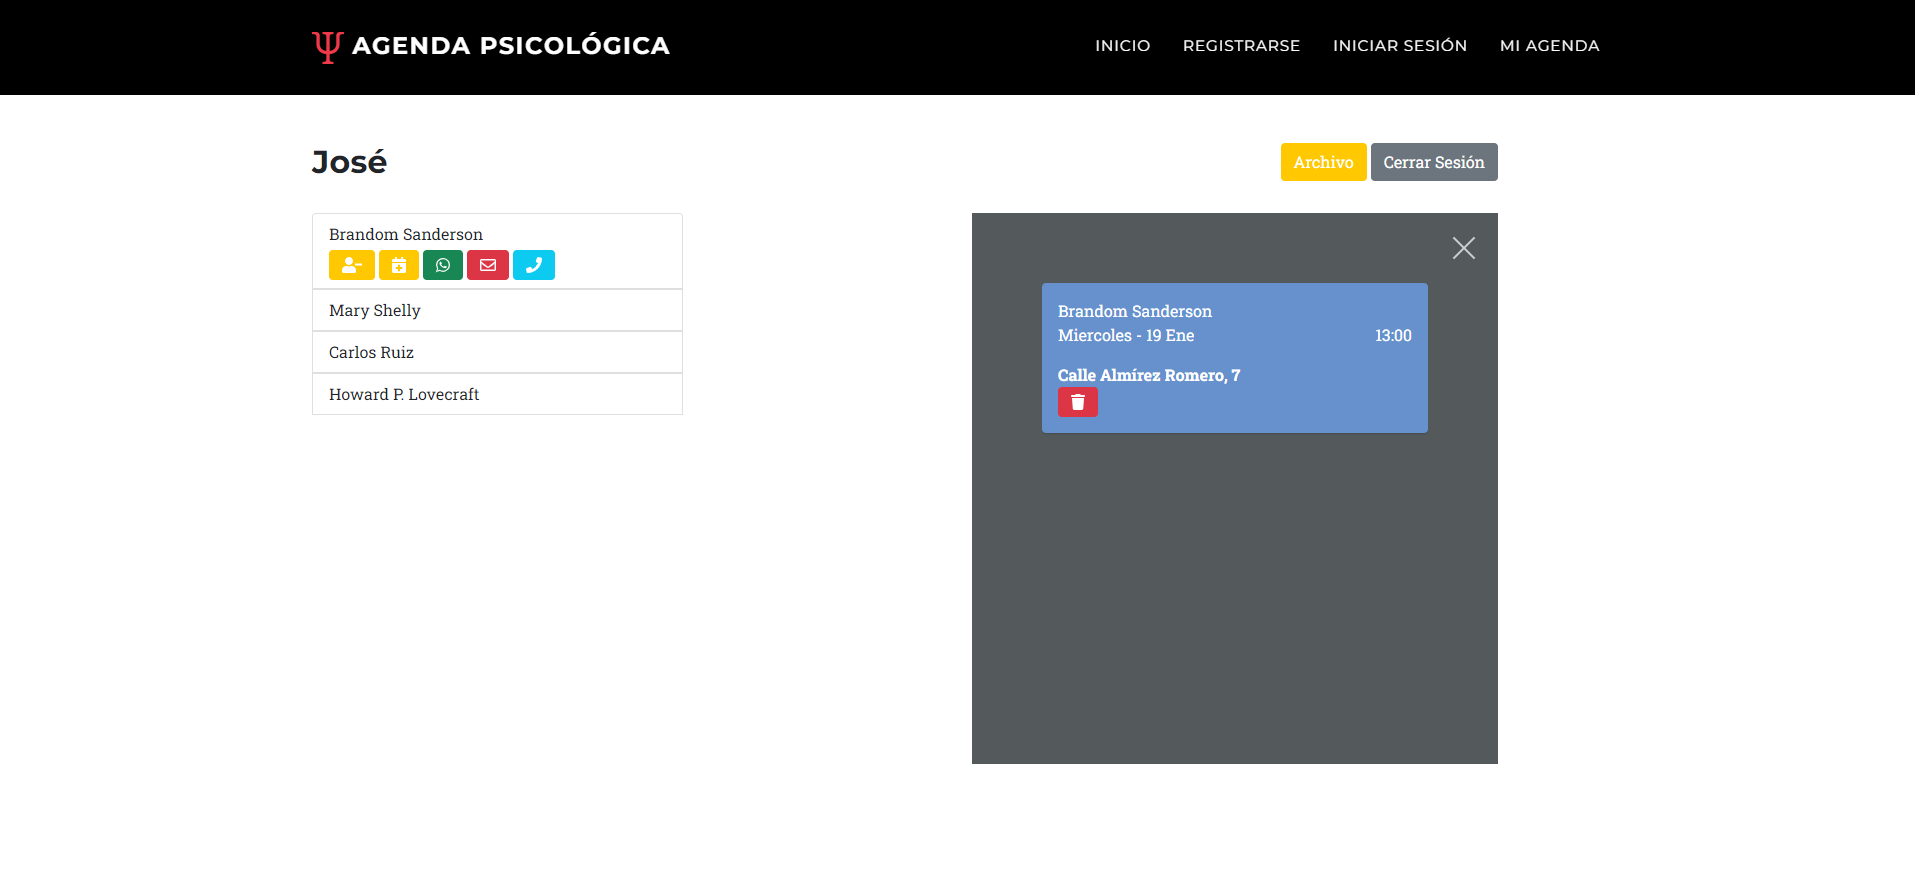 Ψ AGENDA PSICOLÓGICA
INICIO REGISTRARSE INICIAR SESIÓN MI AGENDA
José
Archivo Cerrar Sesión
Brandom Sanderson
Mary Shelly
Carlos Ruiz
Howard P. Lovecraft
Brandom Sanderson
Miercoles - 19 Ene 13:00
Calle Almírez Romero, 7